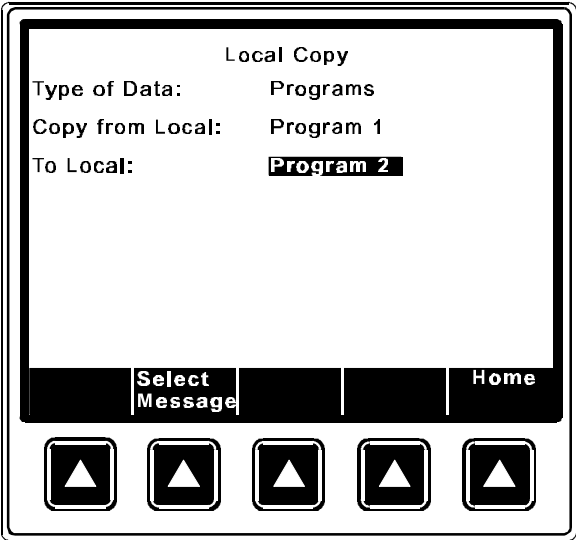 Local Copy
Type of Data: Programs
Copy from Local: Program 1
To Local: Program 2
Select Message
Home